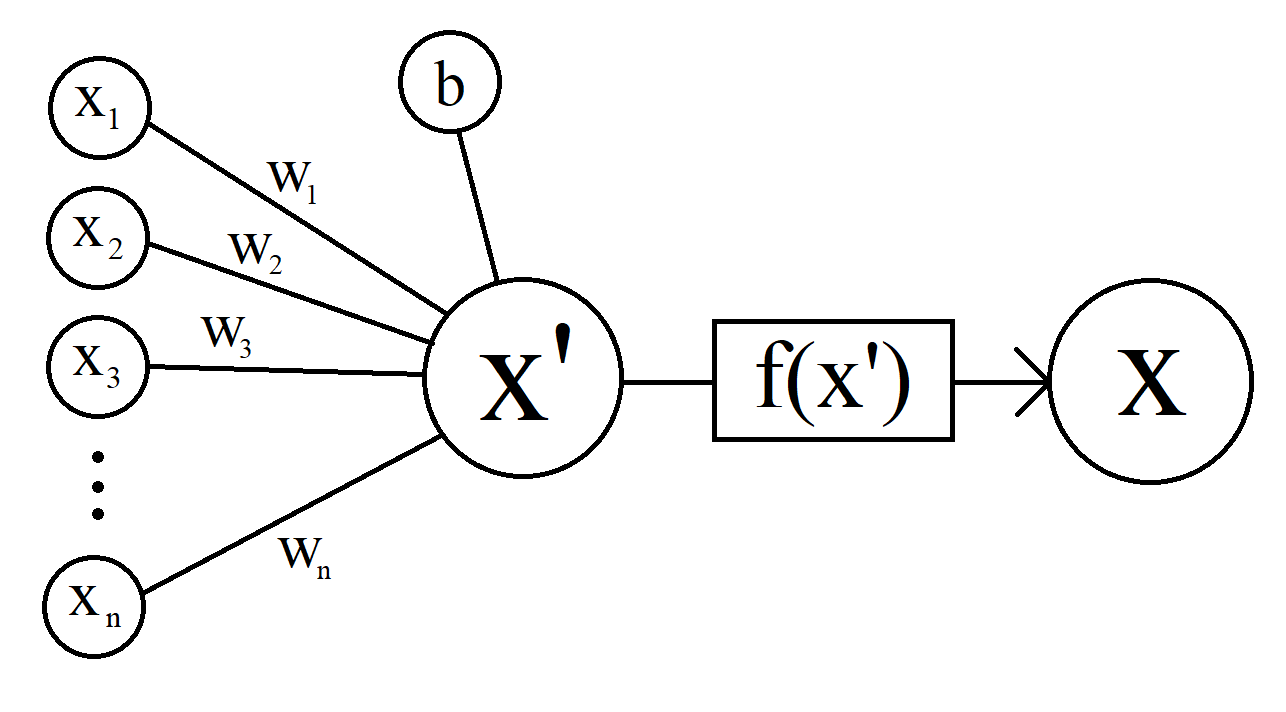 x₁
b
w₁
x₂
w₂
x₃
w₃
x'
f(x')
x
wₙ
xₙ